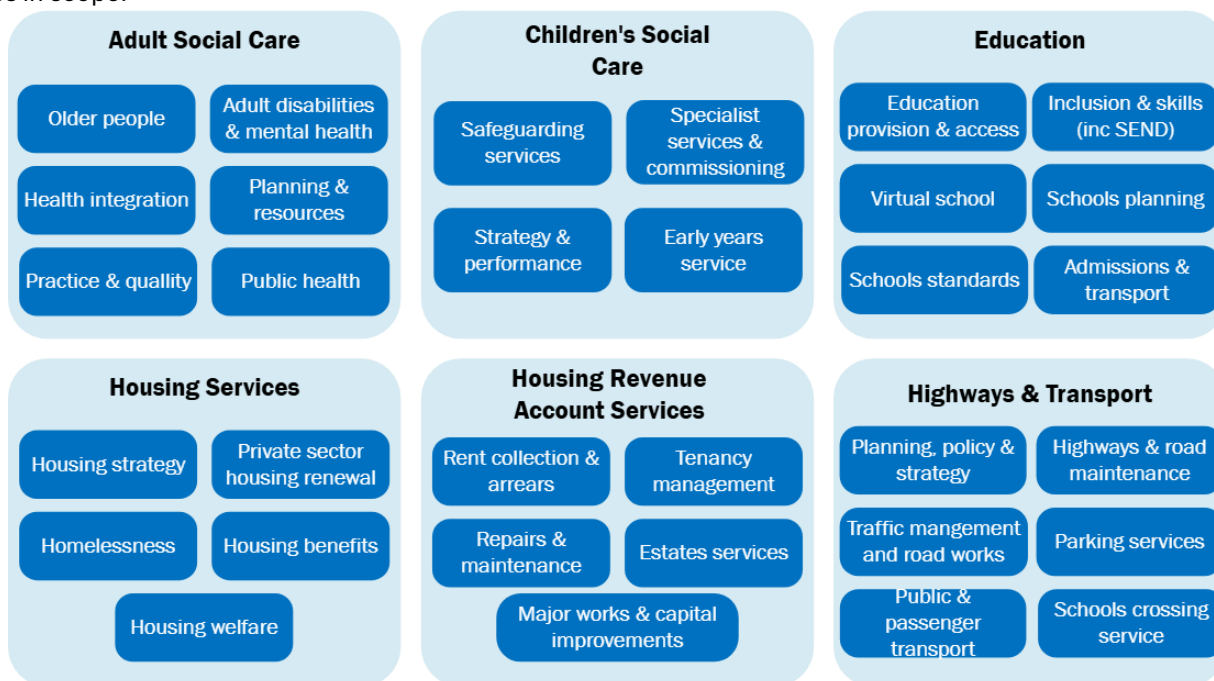 Adult Social Care
Older people
Adult disabilities
& mental health
Health integration
Planning &
resources
Practice & quallity
Public health
Children's Social
Care
Safeguarding
services
Specialist
services &
commissioning
Strategy &
performance
Early years
service
Education
Education
provision & access
Inclusion & skills
(inc SEND)
Virtual school
Schools planning
Schools standards
Admissions &
transport
Housing Services
Housing strategy
Private sector
housing renewal
Homelessness
Housing benefits
Housing welfare
Housing Revenue
Account Services
Rent collection &
arrears
Tenancy
management
Repairs &
maintenance
Estates services
Major works & capital
improvements
Highways & Transport
Planning, policy &
strategy
Highways & road
maintenance
Traffic mangement
and road works
Parking services
Public &
passenger
transport
Schools crossing
service